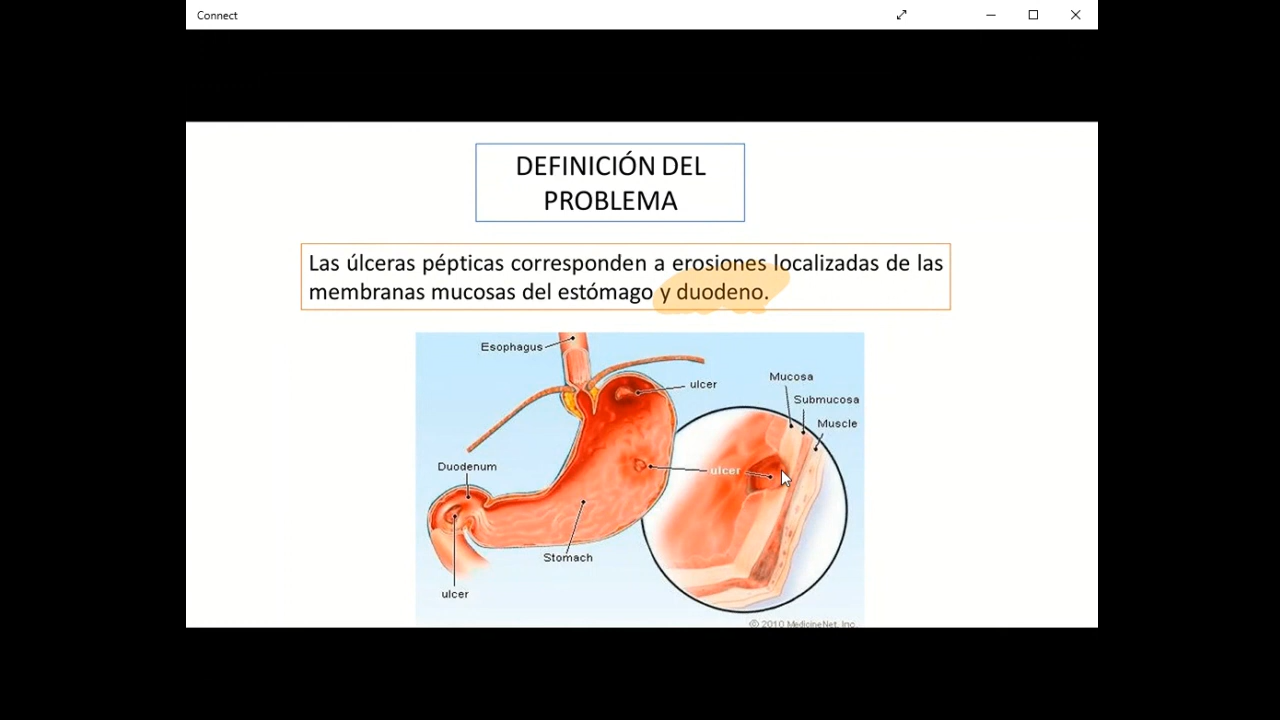 Connect
DEFINICIÓN DEL
PROBLEMA
Las úlceras pépticas corresponden a erosiones localizadas de las
membranas mucosas del estómago y duodeno.
Esophagus
ulcer
Mucosa
Submucosa
Muscle
Duodenum
ulcer
Stomach
ulcer
© 2010 MedicineNet, Inc.